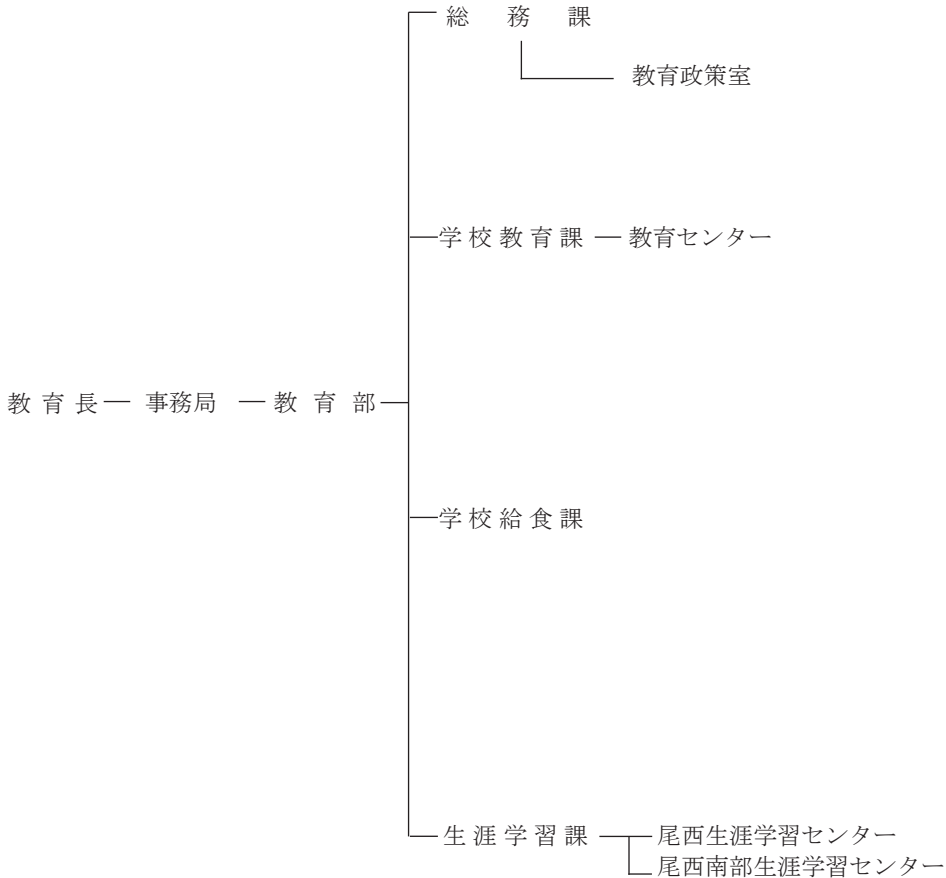 総務課
教育政策室
学校教育課 教育センター
教育長 事務局 教育部
学校給食課
生涯学習課 尾西生涯学習センター
尾西南部生涯学習センター